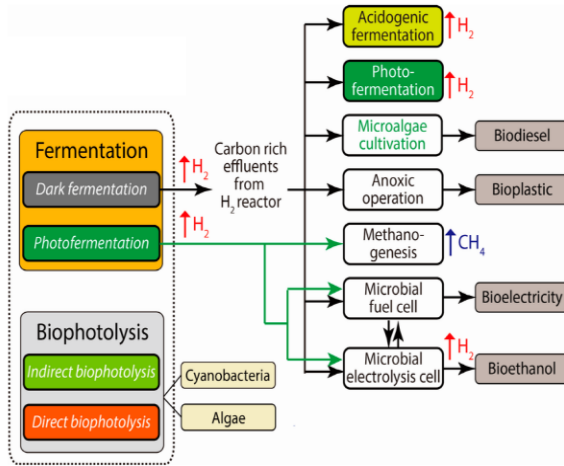 Acidogenic
fermentation
↑H₂
Photo-
fermentation
↑H₂
Microalgae
cultivation
Biodiesel
Anoxic
operation
Bioplastic
Methano-
genesis
↑CH₄
Microbial
fuel cell
Bioelectricity
Microbial
electrolysis cell
↑H₂
Bioethanol
Carbon rich
effluents
from
H₂ reactor
Fermentation
Dark fermentation
↑H₂
Photofermentation
↑H₂
Biophotolysis
Indirect biophotolysis
Direct biophotolysis
Cyanobacteria
Algae